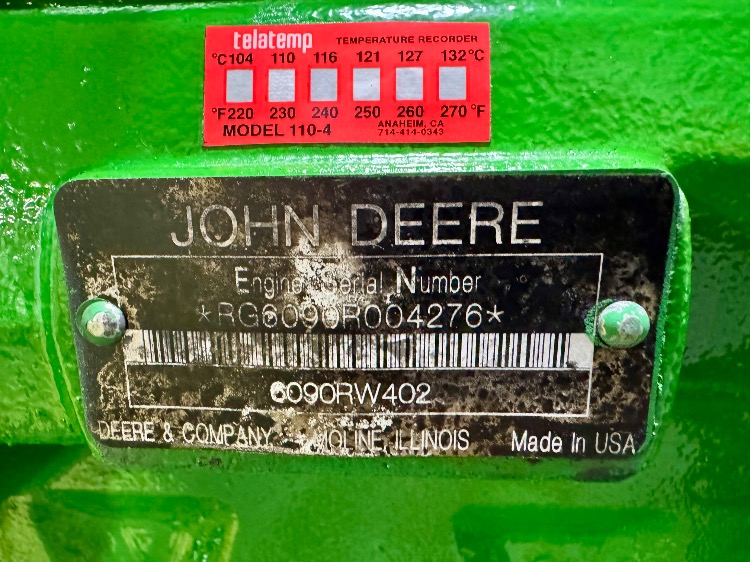 telatemp TEMPERATURE RECORDER
°C104 110 116 121 127 132°C
°F220 230 240 250 260 270°F
MODEL 110-4 ANAHEIM, CA
714-414-0343
JOHN DEERE
Engine Serial Number
*RG6090R004276*
6090RW402
DEERE & COMPANY MOLINE, ILLINOIS Made In USA